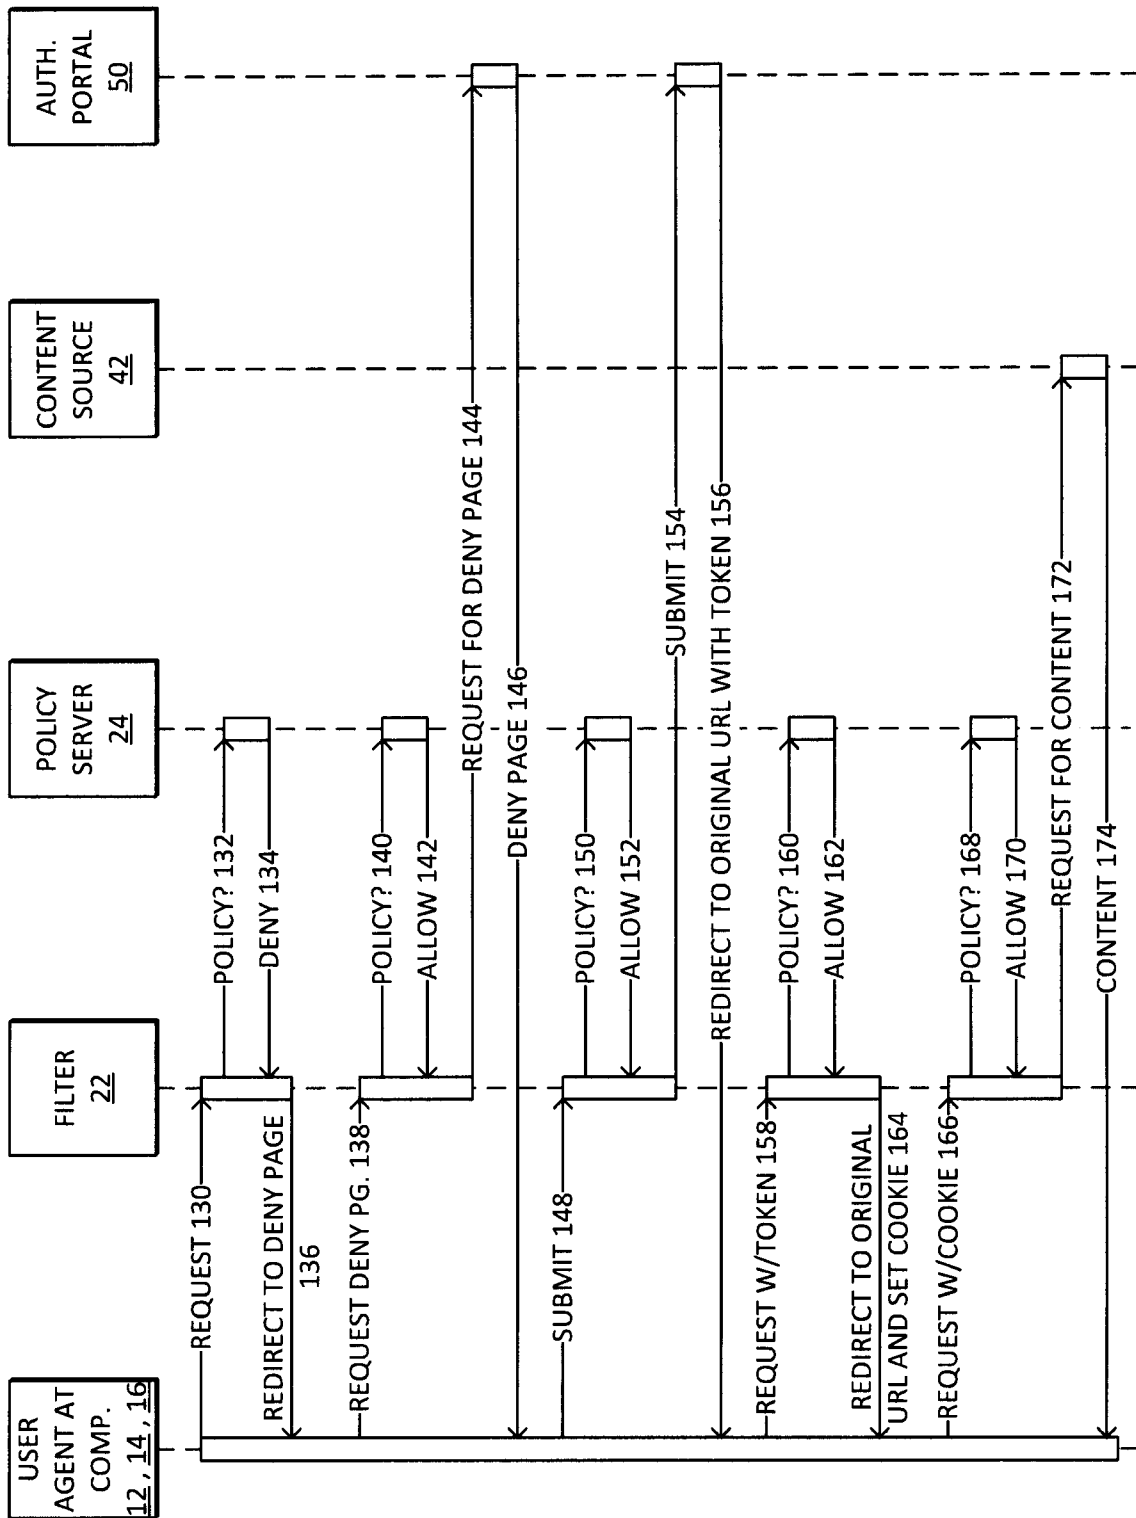 USER
AGENT AT
COMP.
12, 14, 16
FILTER
22
POLICY
SERVER
24
CONTENT
SOURCE
42
AUTH.
PORTAL
50
REQUEST 130
POLICY? 132
DENY 134
REDIRECT TO DENY PAGE
136
REQUEST DENY PG. 138
POLICY? 140
ALLOW 142
REQUEST FOR DENY PAGE 144
DENY PAGE 146
SUBMIT 148
POLICY? 150
ALLOW 152
SUBMIT 154
REDIRECT TO ORIGINAL URL WITH TOKEN 156
REQUEST W/TOKEN 158
POLICY? 160
ALLOW 162
REDIRECT TO ORIGINAL
URL AND SET COOKIE 164
REQUEST W/COOKIE 166
POLICY? 168
ALLOW 170
REQUEST FOR CONTENT 172
CONTENT 174